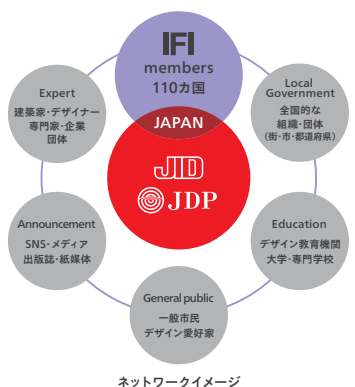 IFI
members
110カ国
JAPAN
JID
JDP
Expert
建築家・デザイナー
専門家・企業
団体
Local
Government
全国的な
組織・団体
(街・市・都道府県)
Announcement
SNS・メディア
出版誌・紙媒体
Education
デザイン教育機関
大学・専門学校
General public
一般市民
デザイン愛好家
ネットワークイメージ